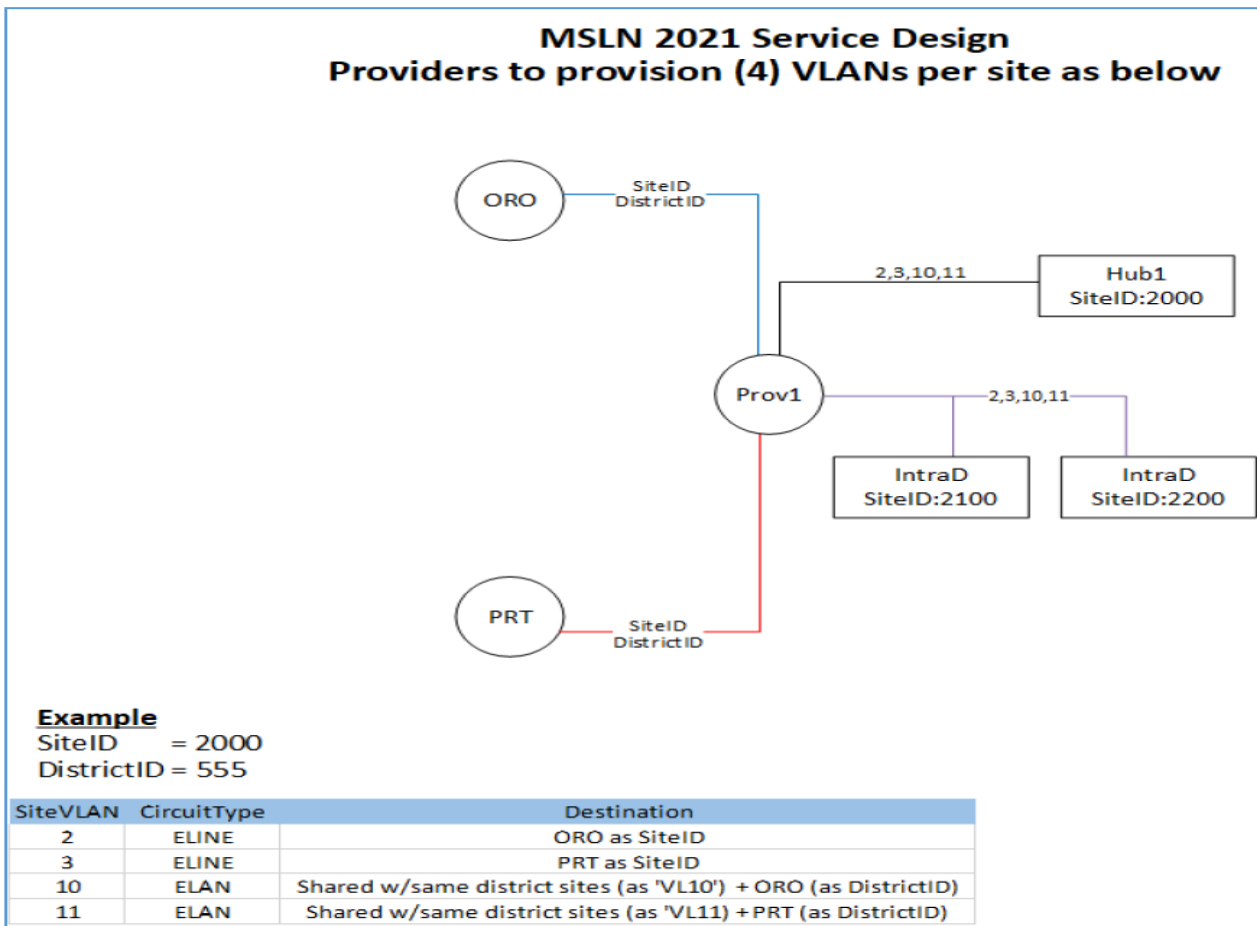 MSLN 2021 Service Design
Providers to provision (4) VLANs per site as below
ORO
SiteID
DistrictID
2,3,10,11
Hub1
SiteID:2000
Prov1
2,3,10,11
IntraD
SiteID:2100
IntraD
SiteID:2200
PRT
SiteID
DistrictID
Example
SiteID = 2000
DistrictID = 555
SiteVLAN CircuitType Destination
2 ELINE ORO as SiteID
3 ELINE PRT as SiteID
10 ELAN Shared w/same district sites (as 'VL10') + ORO (as DistrictID)
11 ELAN Shared w/same district sites (as 'VL11) + PRT (as DistrictID)